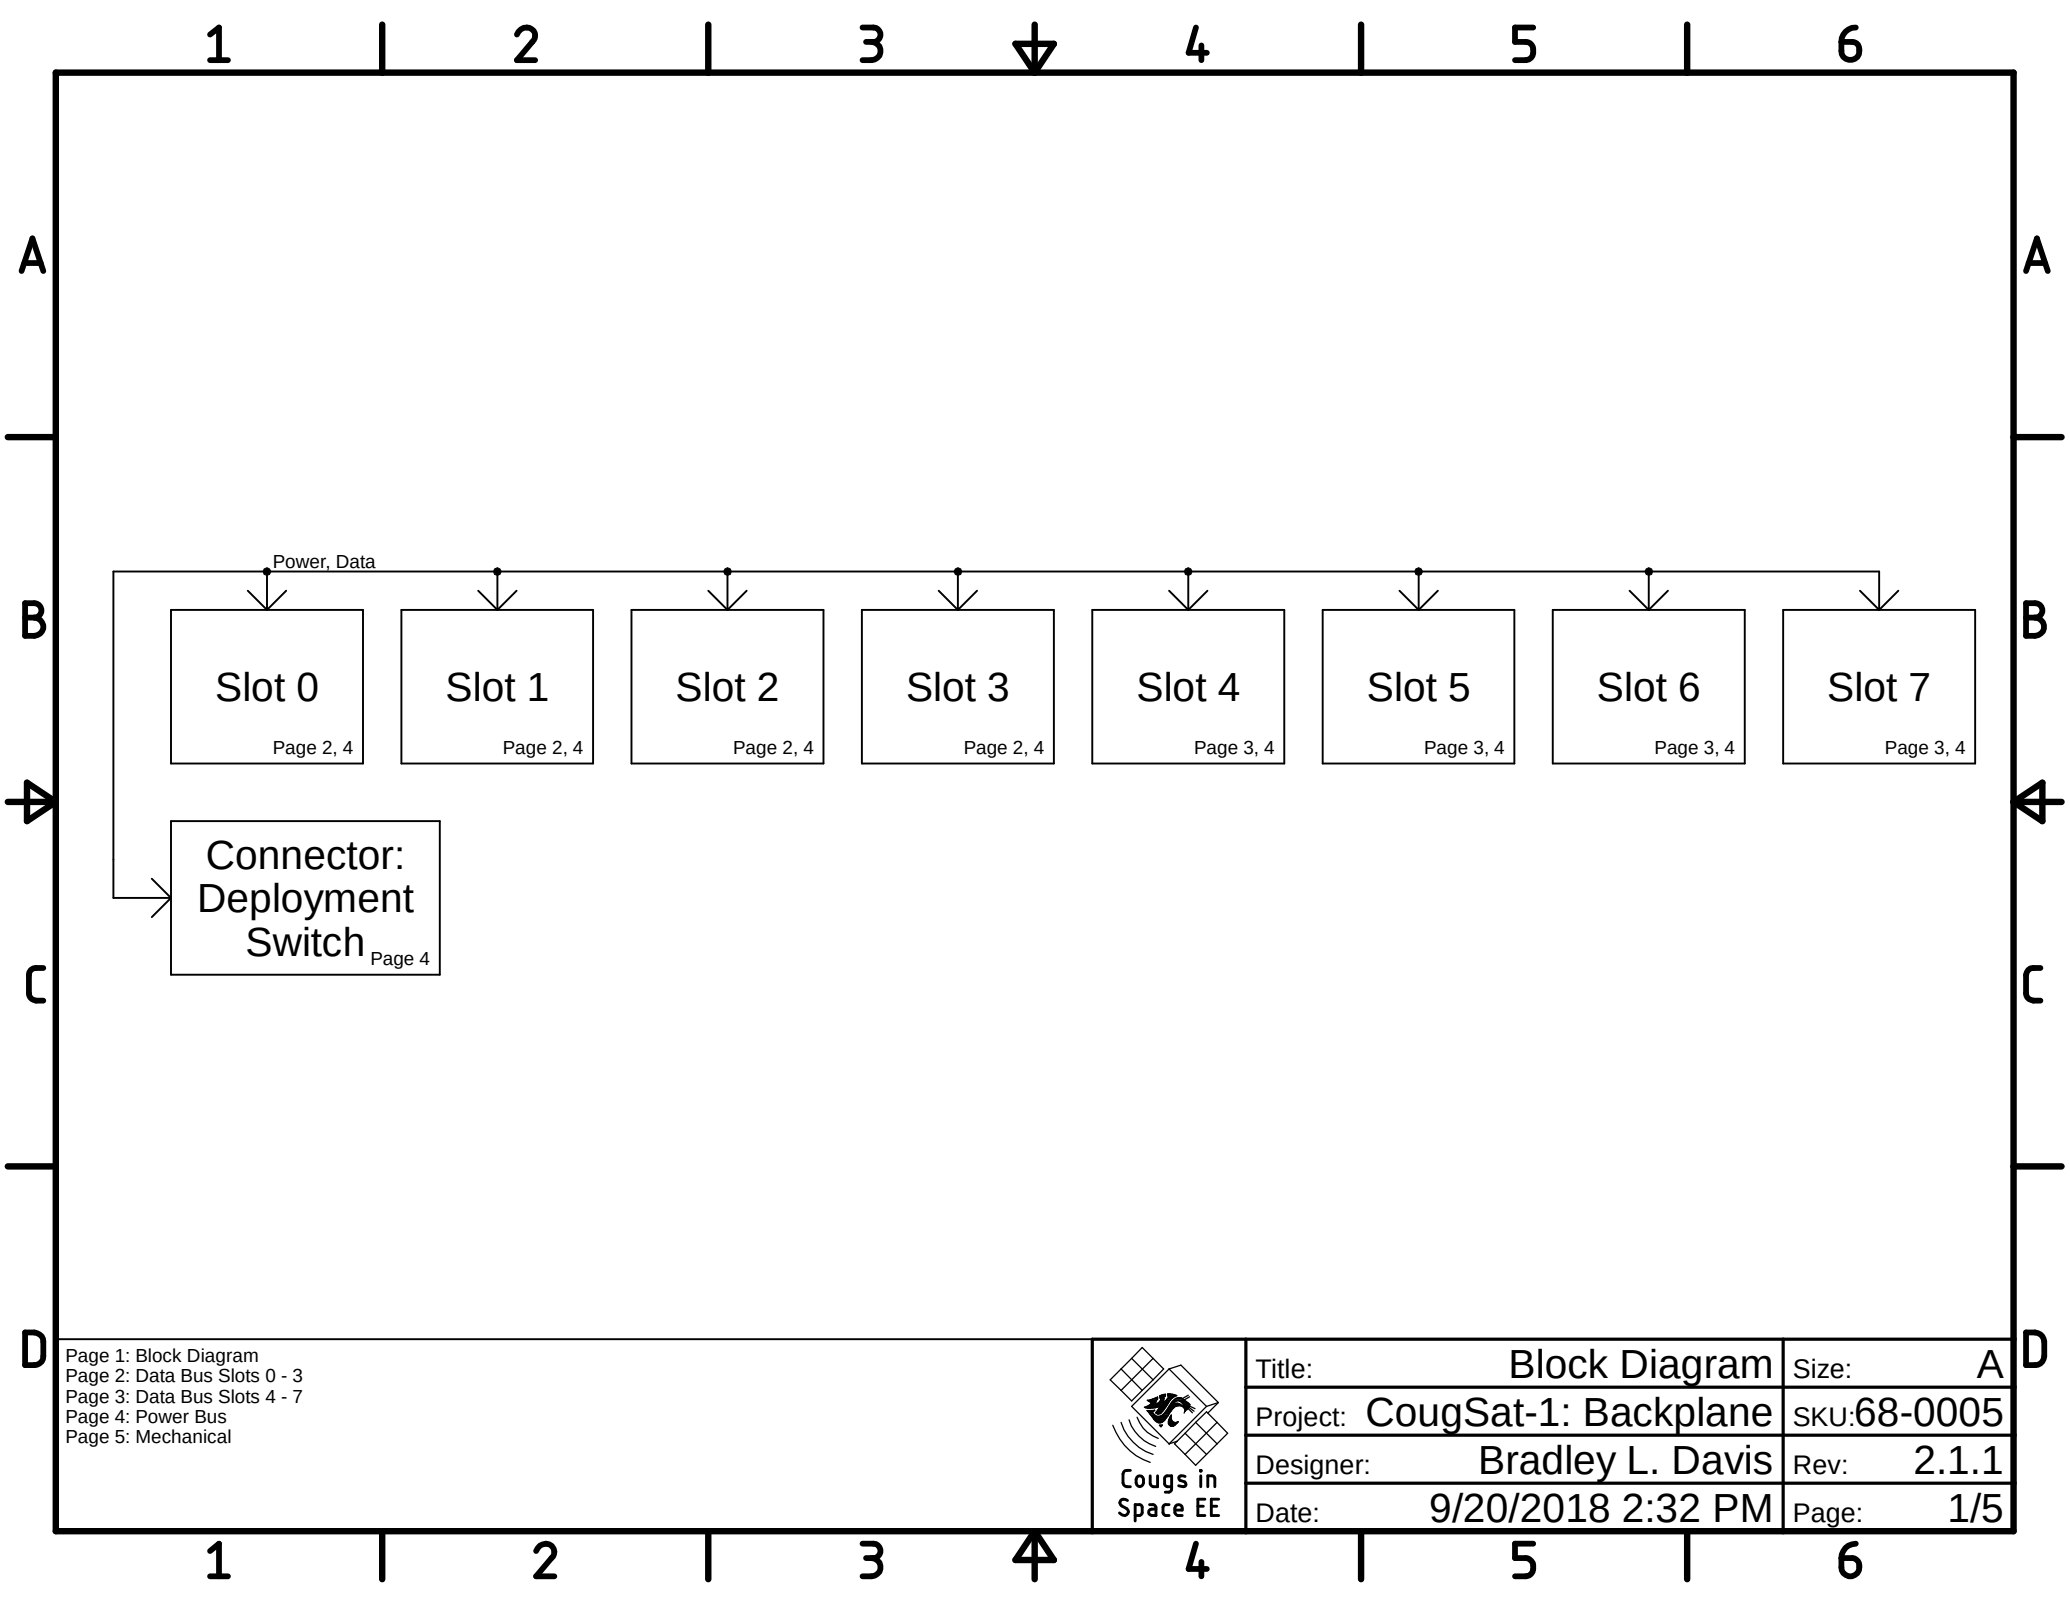 1 2 3 4 5 6
A A
Power, Data
B B
Slot 0 Slot 1 Slot 2 Slot 3 Slot 4 Slot 5 Slot 6 Slot 7
Page 2, 4 Page 2, 4 Page 2, 4 Page 2, 4 Page 3, 4 Page 3, 4 Page 3, 4 Page 3, 4
Connector:
Deployment
Switch Page 4
C C
D D
Page 1: Block Diagram
Page 2: Data Bus Slots 0 - 3
Page 3: Data Bus Slots 4 - 7
Page 4: Power Bus
Page 5: Mechanical
Cougs in
Space EE
Title: Block Diagram Size: A
Project: CougSat-1: Backplane SKU:68-0005
Designer: Bradley L. Davis Rev: 2.1.1
Date: 9/20/2018 2:32 PM Page: 1/5
1 2 3 4 5 6